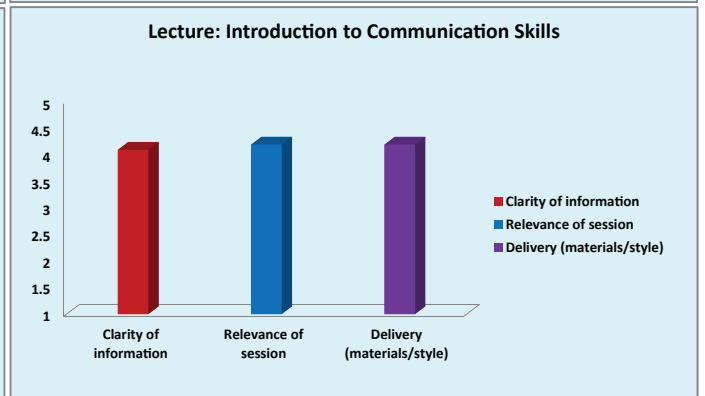 Lecture: Introduction to Communication Skills
5
4.5
4
3.5
3
2.5
2
1.5
1
Clarity of
information
Relevance of
session
Delivery
(materials/style)
Clarity of information
Relevance of session
Delivery (materials/style)